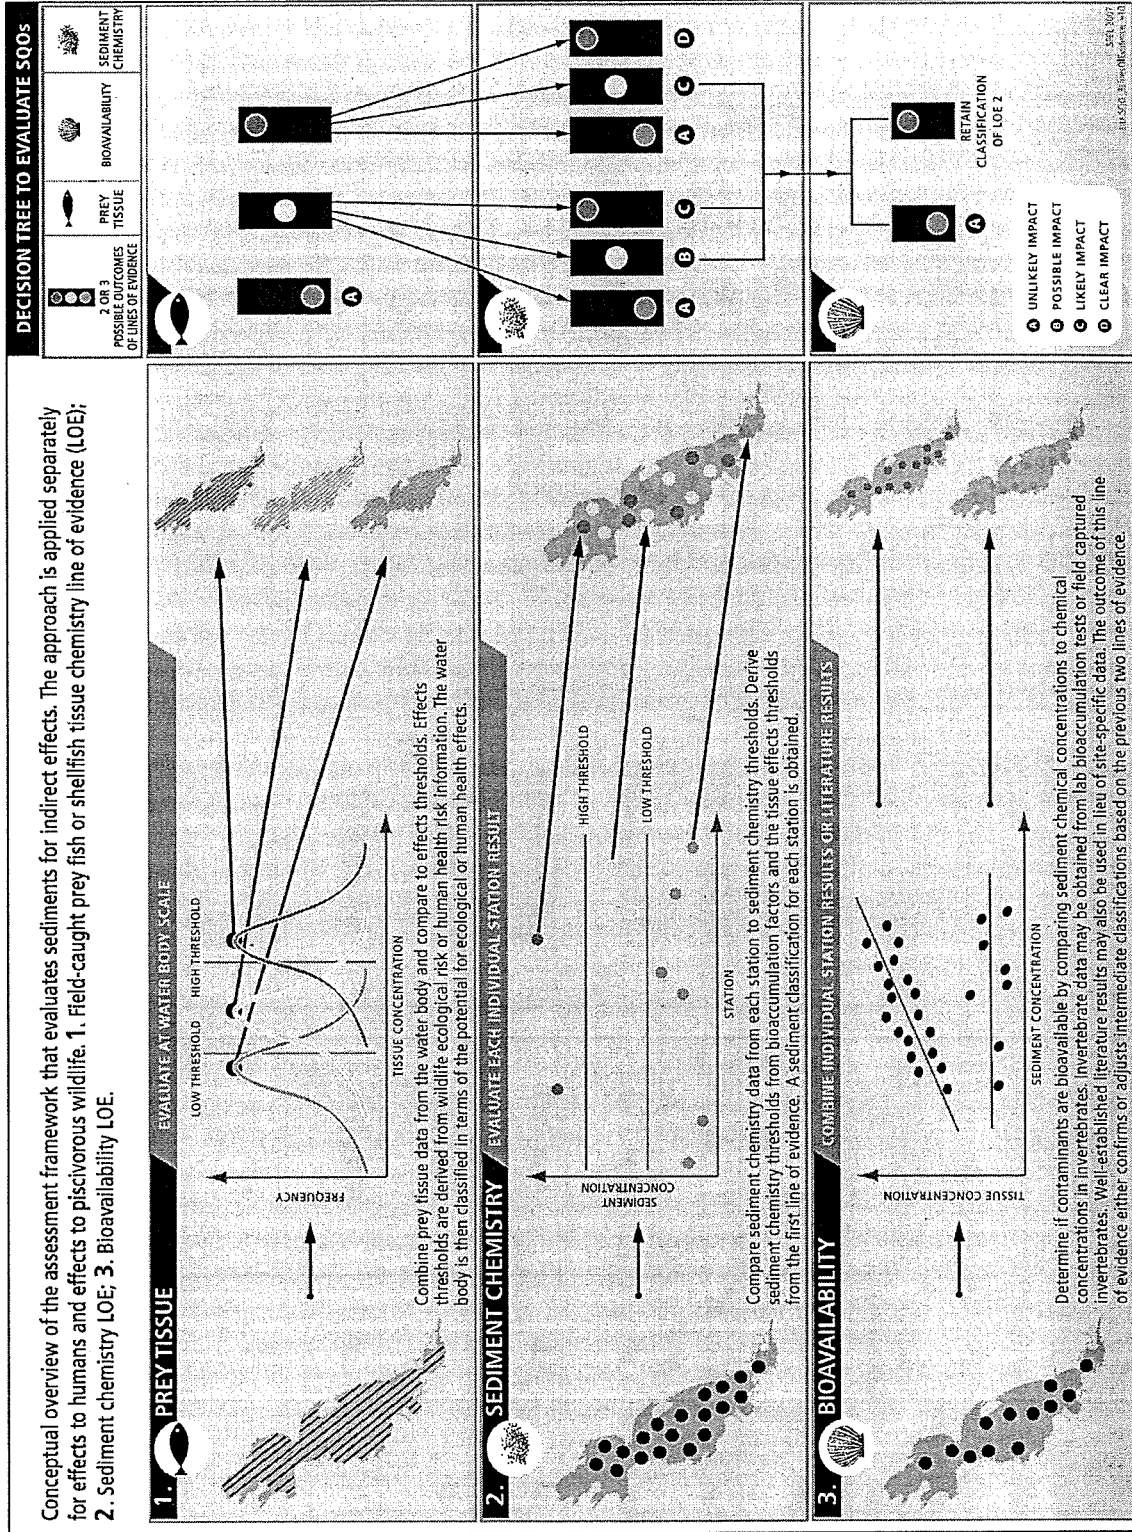 Conceptual overview of the assessment framework that evaluates sediments for indirect effects. The approach is applied separately
for effects to humans and effects to piscivorous wildlife. 1. Field-caught prey fish or shellfish tissue chemistry line of evidence (LOE);
2. Sediment chemistry LOE; 3. Bioavailability LOE.
DECISION TREE TO EVALUATE SQOs
2 OR 3
POSSIBLE OUTCOMES
OF LINES OF EVIDENCE
PREY
TISSUE
BIOAVAILABILITY
SEDIMENT
CHEMISTRY
1. PREY TISSUE
EVALUATE AT WATER BODY SCALE
LOW THRESHOLD
HIGH THRESHOLD
FREQUENCY
TISSUE CONCENTRATION
Combine prey tissue data from the water body and compare to effects thresholds. Effects
thresholds are derived from wildlife ecological risk or human health risk information. The water
body is then classified in terms of the potential for ecological or human health effects.
A
2. SEDIMENT CHEMISTRY
EVALUATE EACH INDIVIDUAL STATION RESULT
SEDIMENT
CONCENTRATION
HIGH THRESHOLD
LOW THRESHOLD
STATION
Compare sediment chemistry data from each station to sediment chemistry thresholds. Derive
sediment chemistry thresholds from bioaccumulation factors and the tissue effects thresholds
from the first line of evidence. A sediment classification for each station is obtained.
A B C A C D
3. BIOAVAILABILITY
COMBINE INDIVIDUAL STATION RESULTS OR LITERATURE RESULTS
TISSUE CONCENTRATION
SEDIMENT CONCENTRATION
Determine if contaminants are bioavailable by comparing sediment chemical concentrations to chemical
concentrations in invertebrates. Invertebrate data may be obtained from lab bioaccumulation tests or field captured
invertebrates. Well-established literature results may also be used in lieu of site-specific data. The outcome of this line
of evidence either confirms or adjusts intermediate classifications based on the previous two lines of evidence.
A
RETAIN
CLASSIFICATION
OF LOE 2
A UNLIKELY IMPACT
B POSSIBLE IMPACT
C LIKELY IMPACT
D CLEAR IMPACT
SFEI 2007